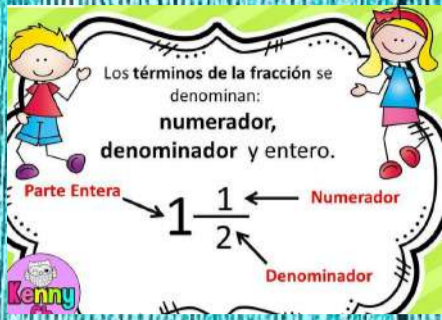 Los términos de la fracción se
denominan:
numerador,
denominador y entero.
Parte Entera
1 1/2
Numerador
Denominador
Kenny